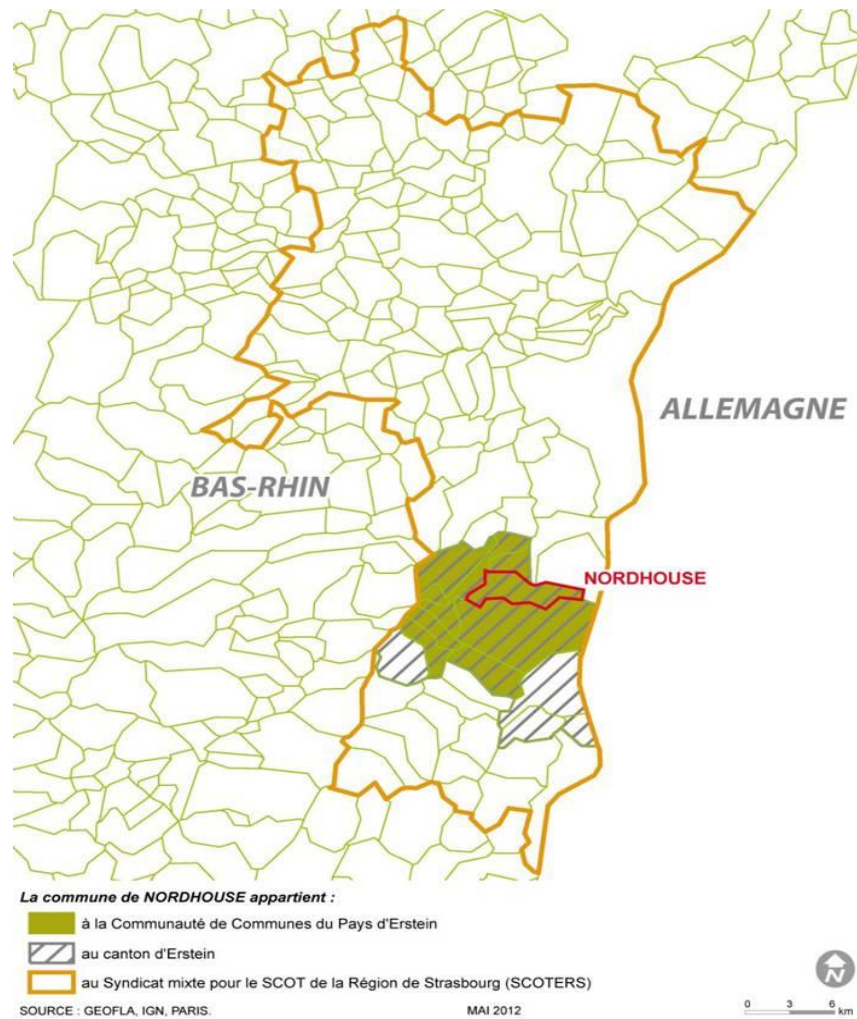 ALLEMAGNE
BAS-RHIN
NORDHOUSE
La commune de NORDHOUSE appartient :
à la Communauté de Communes du Pays d'Erstein
au canton d'Erstein
au Syndicat mixte pour le SCOT de la Région de Strasbourg (SCOTERS)
N
SOURCE : GEOFLA, IGN, PARIS. MAI 2012 0 3 6 km